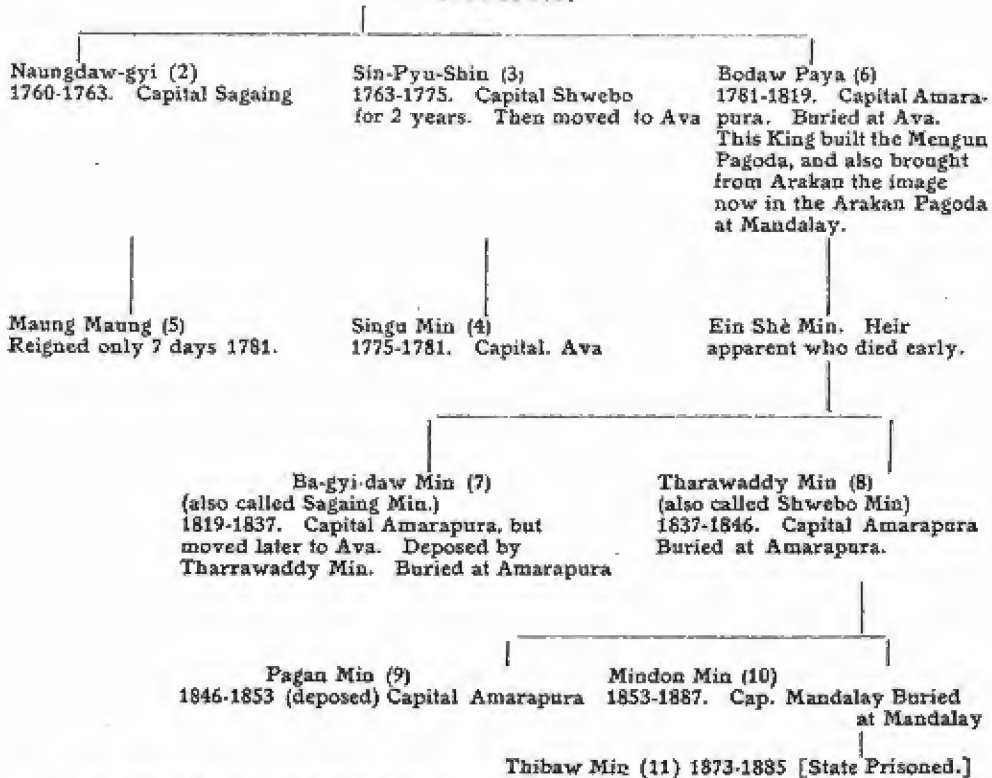 Naungdaw-gyi (2)
1760-1763. Capital Sagaing
Sin-Pyu-Shin (3)
1763-1775. Capital Shwebo
for 2 years. Then moved to Ava
Bodaw Paya (6)
1781-1819. Capital Amara-
pura. Buried at Ava.
This King built the Mengun
Pagoda, and also brought
from Arakan the image
now in the Arakan Pagoda
at Mandalay.
Maung Maung (5)
Reigned only 7 days 1781.
Singu Min (4)
1775-1781. Capital. Ava
Ein Shè Min. Heir
apparent who died early.
Ba-gyi-daw Min (7)
(also called Sagaing Min.)
1819-1837. Capital Amarapura, but
moved later to Ava. Deposed by
Tharrawaddy Min. Buried at Amarapura
Tharawaddy Min (8)
(also called Shwebo Min)
1837-1846. Capital Amarapura
Buried at Amarapura.
Pagan Min (9)
1846-1853 (deposed) Capital Amarapura
Mindon Min (10)
1853-1887. Cap. Mandalay Buried
at Mandalay
Thibaw Min (11) 1873-1885 [State Prisoned.]